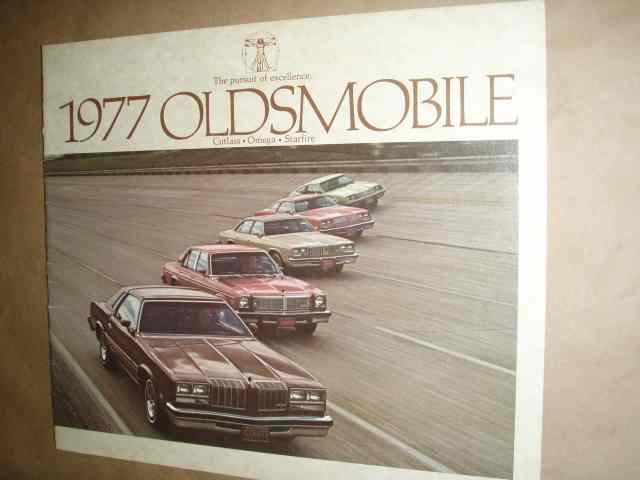 The pursuit of excellence.
1977 OLDSMOBILE
Cutlass • Omega • Starfire